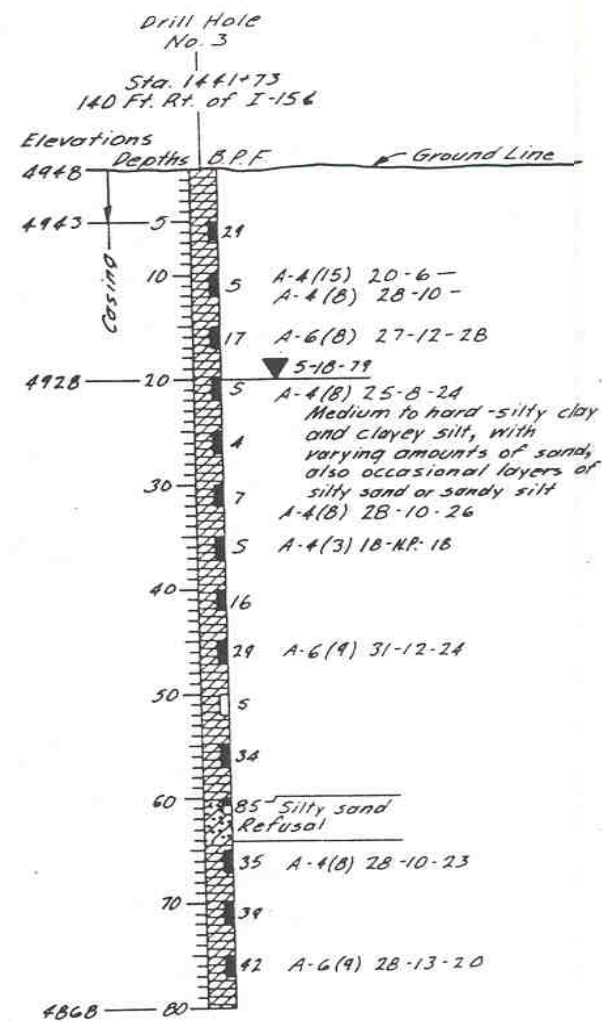 Drill Hole
No. 3
Sta. 1441+73
140 Ft. Rt. of I-156
Elevations
Depths B.P.F.
Ground Line
4948
4943 5
29
Casing
10 5 A-4(15) 20-6-
A-4(8) 28-10-
17 A-6(8) 27-12-28
5-18-79
4928 20 5 A-4(8) 25-8-24
Medium to hard-silty clay
and clayey silt, with
varying amounts of sand,
also occasional layers of
silty sand or sandy silt
4
30 7
A-4(8) 28-10-26
5 A-4(3) 18-N.P.-18
40 16
29 A-6(9) 31-12-24
50 5
34
60 85 Silty sand
Refusal
35 A-4(8) 28-10-23
70 39
42 A-6(9) 28-13-20
4868 80